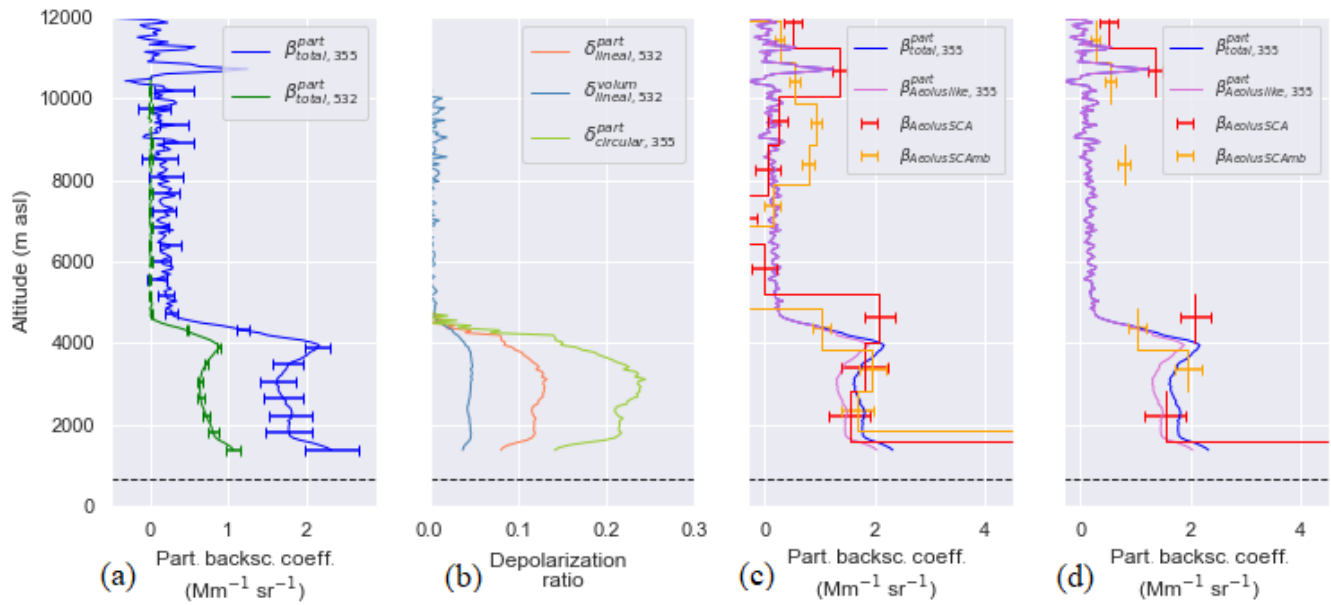 12000
10000
8000
6000
4000
2000
0
Altitude (m asl)
β^part_total, 355
β^part_total, 532
0 1 2
Part. backsc. coeff.
(Mm⁻¹ sr⁻¹)
(a)
δ^part_lineal, 532
δ^volum_lineal, 532
δ^part_circular, 355
0.0 0.1 0.2 0.3
Depolarization
ratio
(b)
β^part_total, 355
β^part_Aeoluslike, 355
β_AeolusSCA
β_AeolusSCAmb
0 2 4
Part. backsc. coeff.
(Mm⁻¹ sr⁻¹)
(c)
β^part_total, 355
β^part_Aeoluslike, 355
β_AeolusSCA
β_AeolusSCAmb
0 2 4
Part. backsc. coeff.
(Mm⁻¹ sr⁻¹)
(d)